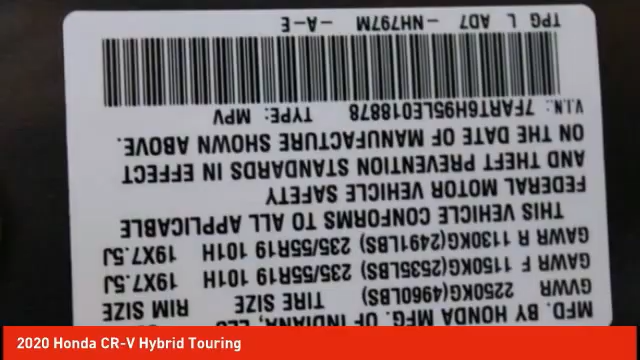 MFD. BY HONDA MFG. OF INDIANA, LLC
GVWR 2250KG(4960LBS) TIRE SIZE RIM SIZE
GAWR F 1150KG(2535LBS) 235/55R19 101H 19X7.5J
GAWR R 1130KG(2491LBS) 235/55R19 101H 19X7.5J
THIS VEHICLE CONFORMS TO ALL APPLICABLE
FEDERAL MOTOR VEHICLE SAFETY
AND THEFT PREVENTION STANDARDS IN EFFECT
ON THE DATE OF MANUFACTURE SHOWN ABOVE.
V.I.N.: 7FART6H95LE018878 TYPE: MPV
TPG L AD7 -NH797M -A-E
2020 Honda CR-V Hybrid Touring